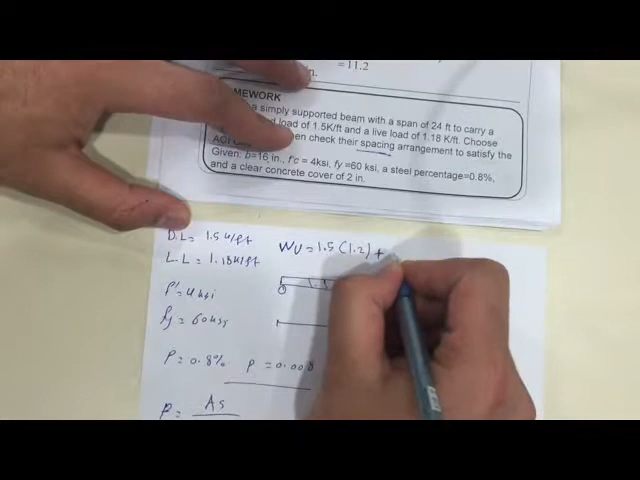 =11.2
in.
MEWORK
a simply supported beam with a span of 24 ft to carry a
load of 1.5K/ft and a live load of 1.18 K/ft. Choose
en check their spacing arrangement to satisfy the
Given: b=16 in., f'c = 4ksi, fy =60 ksi, a steel percentage=0.8%,
and a clear concrete cover of 2 in.
D.L = 1.5 k/ft
Wu = 1.5 (1.2) +
L.L = 1.18 k/ft
f'c = 4 ksi
fy = 60 ksi
ρ = 0.8% ρ = 0.008
ρ = As